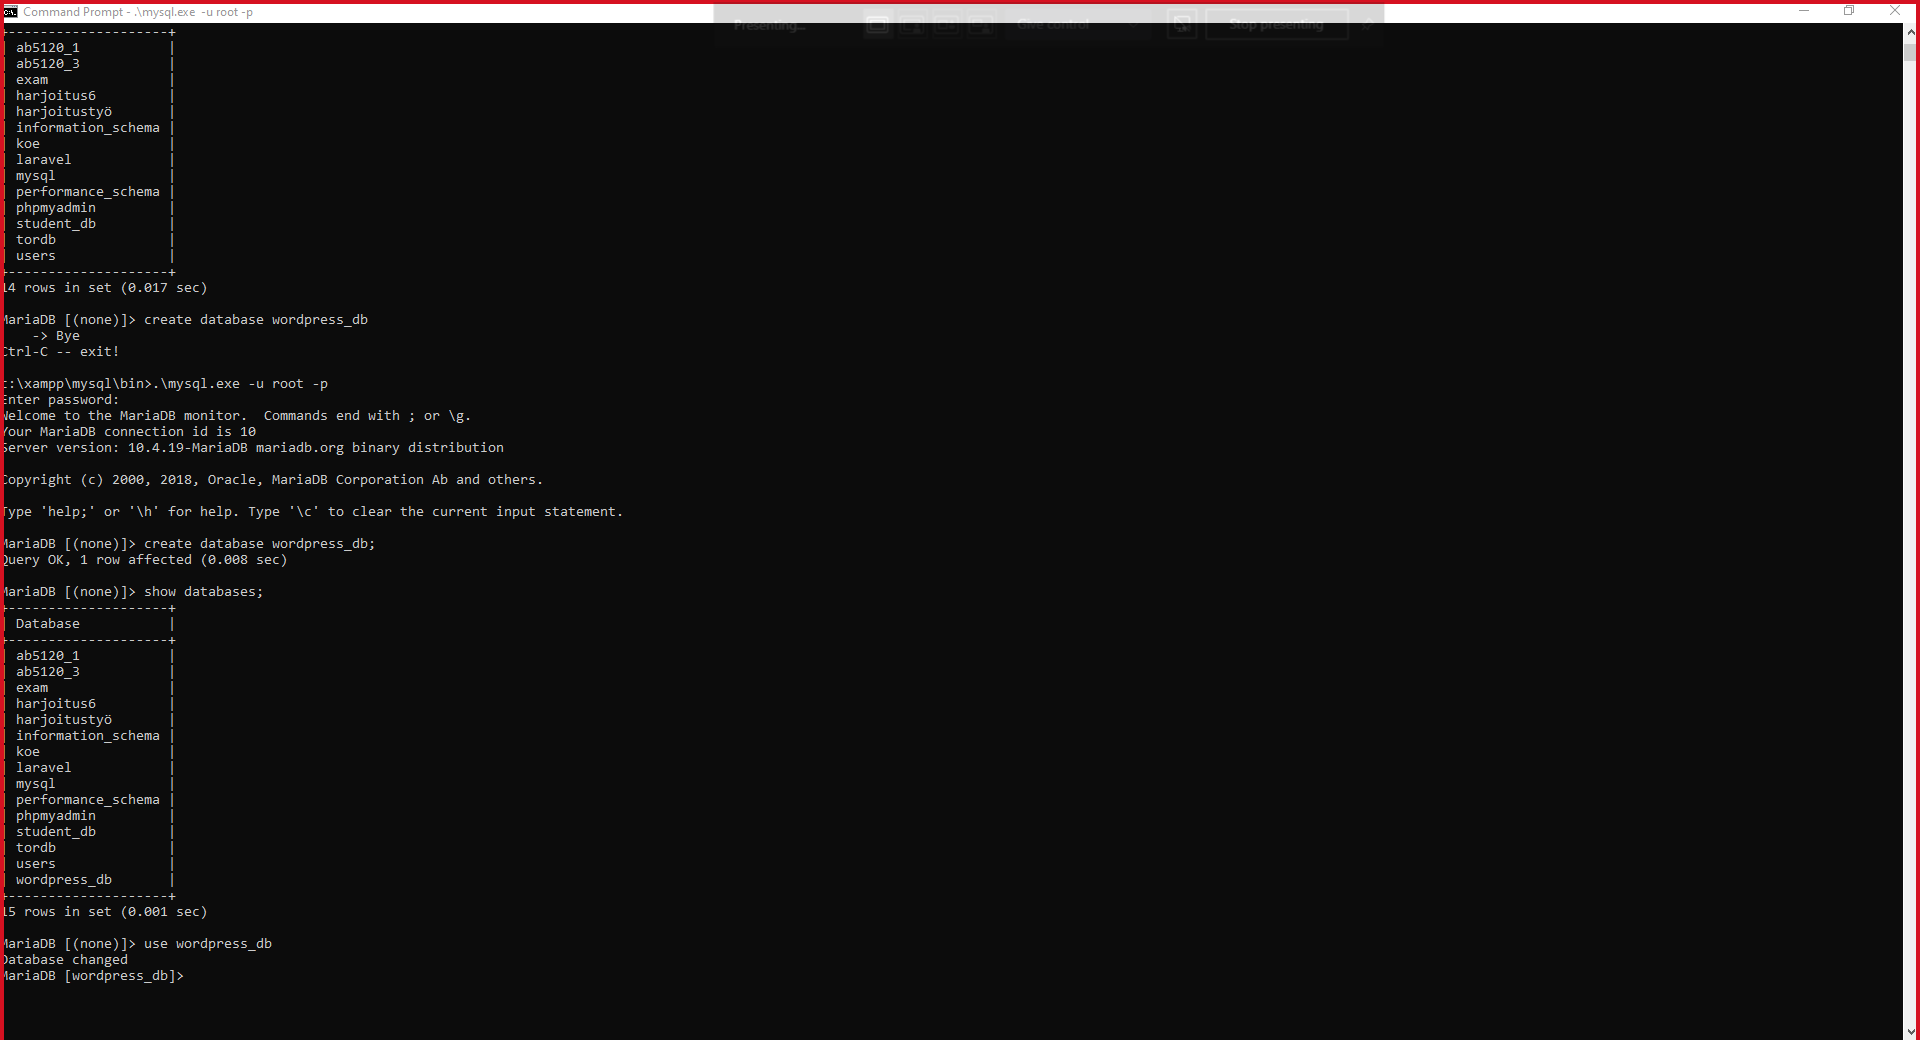 Command Prompt - .\mysql.exe -u root -p
Presenting...
Give control
Stop presenting
+--------------------+
| ab5120_1           |
| ab5120_3           |
| exam               |
| harjoitus6         |
| harjoitustyö       |
| information_schema |
| koe                |
| laravel            |
| mysql              |
| performance_schema |
| phpmyadmin         |
| student_db         |
| tordb              |
| users              |
+--------------------+
14 rows in set (0.017 sec)
MariaDB [(none)]> create database wordpress_db
    -> Bye
Ctrl-C -- exit!
c:\xampp\mysql\bin>.\mysql.exe -u root -p
Enter password:
Welcome to the MariaDB monitor.  Commands end with ; or \g.
Your MariaDB connection id is 10
Server version: 10.4.19-MariaDB mariadb.org binary distribution
Copyright (c) 2000, 2018, Oracle, MariaDB Corporation Ab and others.
Type 'help;' or '\h' for help. Type '\c' to clear the current input statement.
MariaDB [(none)]> create database wordpress_db;
Query OK, 1 row affected (0.008 sec)
MariaDB [(none)]> show databases;
+--------------------+
| Database           |
+--------------------+
| ab5120_1           |
| ab5120_3           |
| exam               |
| harjoitus6         |
| harjoitustyö       |
| information_schema |
| koe                |
| laravel            |
| mysql              |
| performance_schema |
| phpmyadmin         |
| student_db         |
| tordb              |
| users              |
| wordpress_db       |
+--------------------+
15 rows in set (0.001 sec)
MariaDB [(none)]> use wordpress_db
Database changed
MariaDB [wordpress_db]>